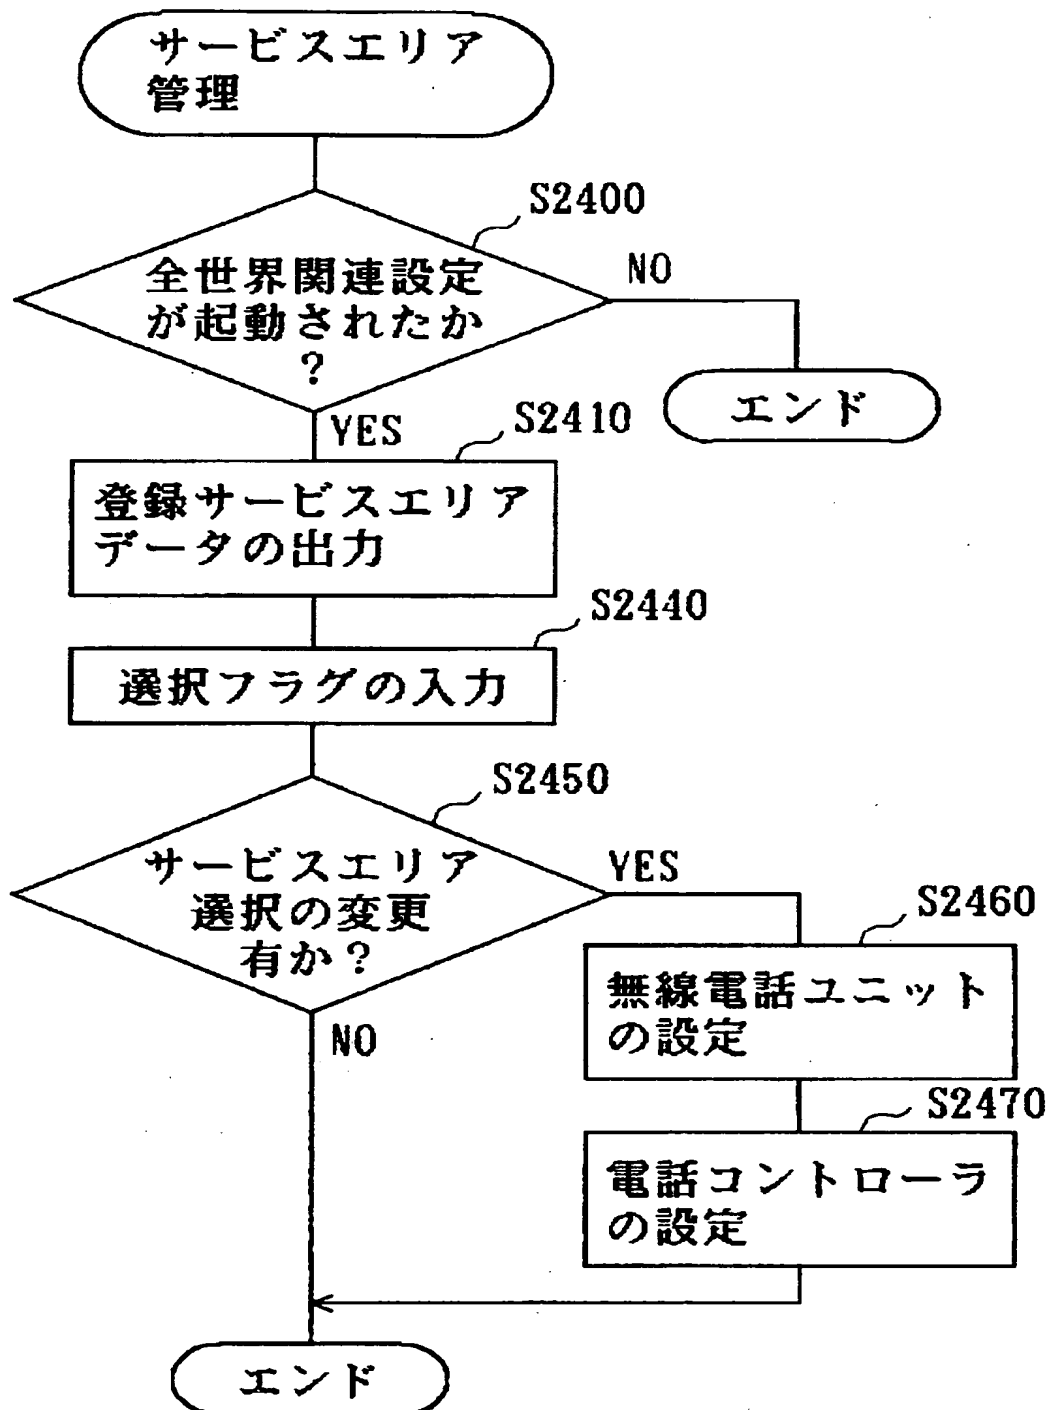 サービスエリア
管理
S2400
全世界関連設定
が起動されたか
?
NO
エンド
YES
S2410
登録サービスエリア
データの出力
S2440
選択フラグの入力
S2450
サービスエリア
選択の変更
有か?
YES
S2460
無線電話ユニット
の設定
NO
S2470
電話コントローラ
の設定
エンド